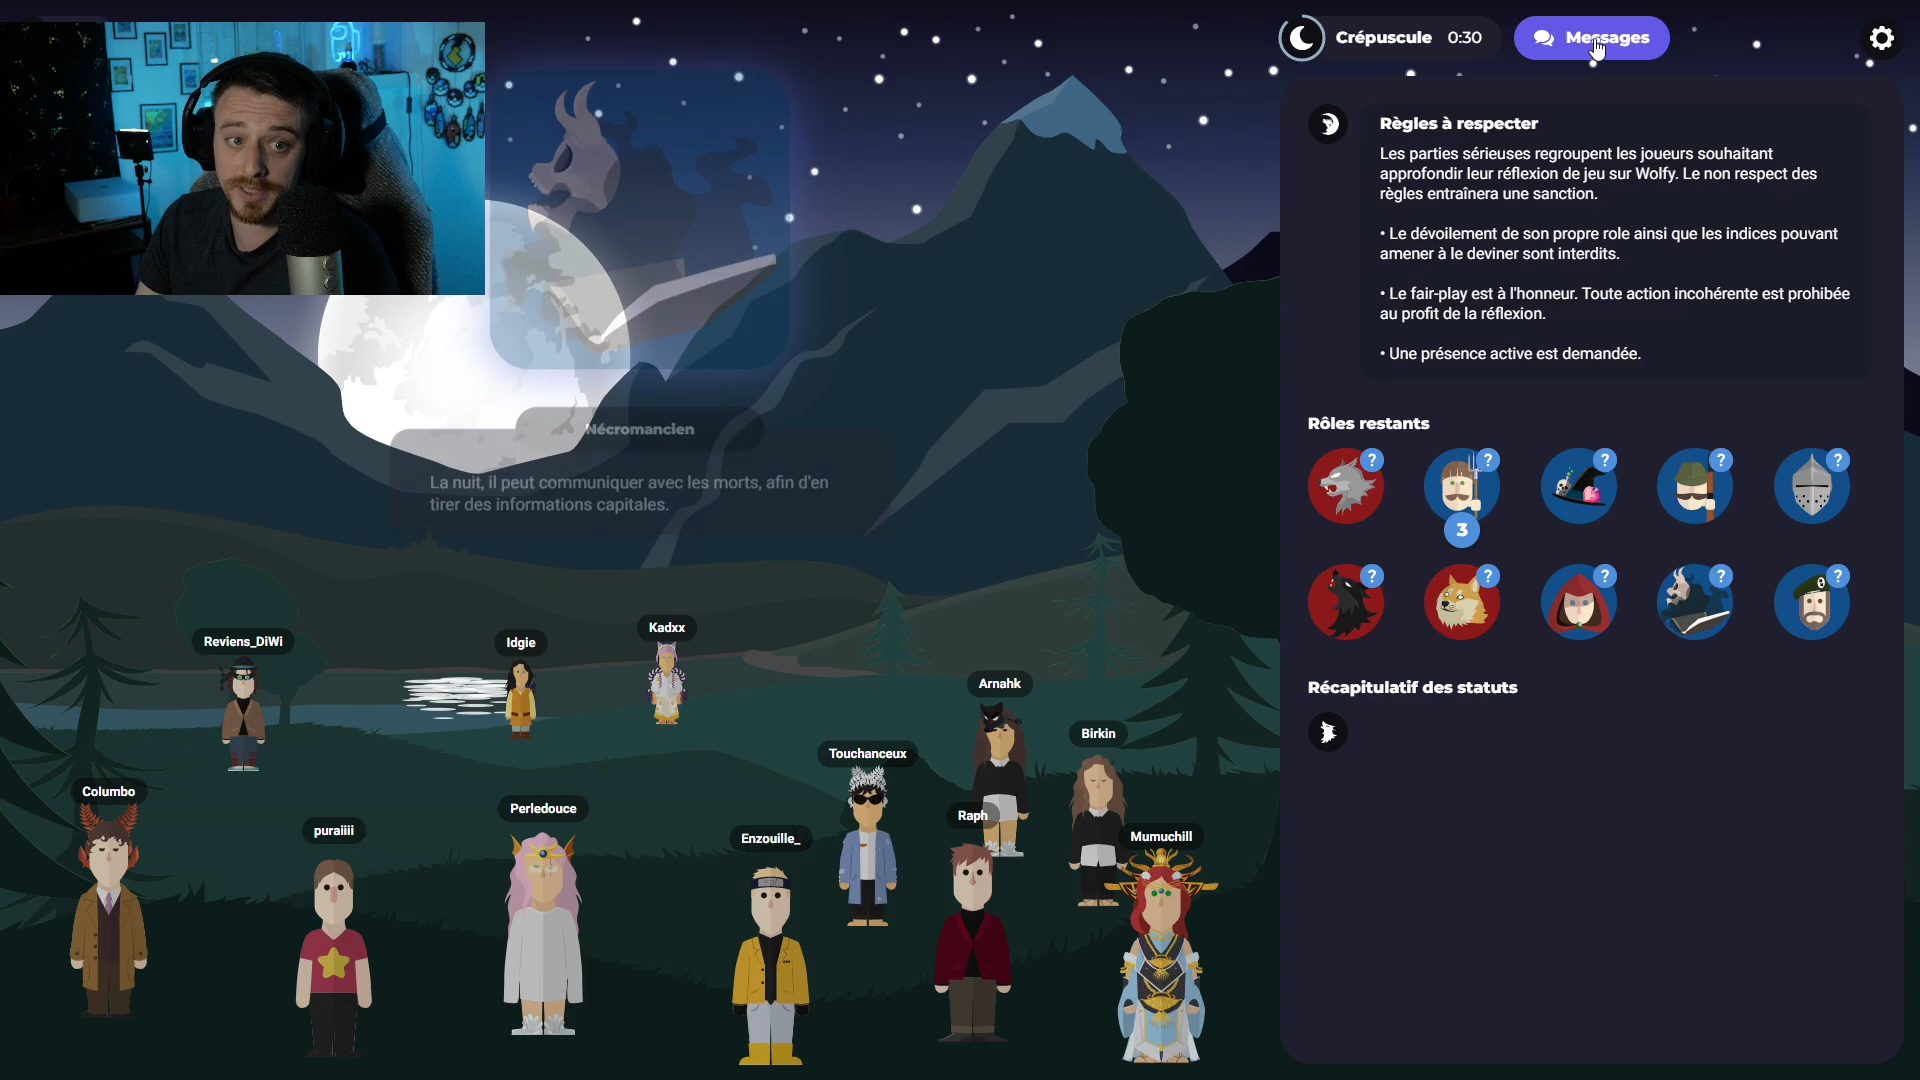 Crépuscule 0:30
Messages
Règles à respecter
Les parties sérieuses regroupent les joueurs souhaitant
approfondir leur réflexion de jeu sur Wolfy. Le non respect des
règles entraînera une sanction.
• Le dévoilement de son propre role ainsi que les indices pouvant
amener à le deviner sont interdits.
• Le fair-play est à l'honneur. Toute action incohérente est prohibée
au profit de la réflexion.
• Une présence active est demandée.
Rôles restants
?
?
?
?
?
3
?
?
?
?
?
Récapitulatif des statuts
Nécromancien
La nuit, il peut communiquer avec les morts, afin d'en
tirer des informations capitales.
Reviens_DiWi
Idgie
Kadxx
Arnahk
Birkin
Touchanceux
Columbo
Perledouce
Raph
puraiiii
Enzouille_
Mumuchill